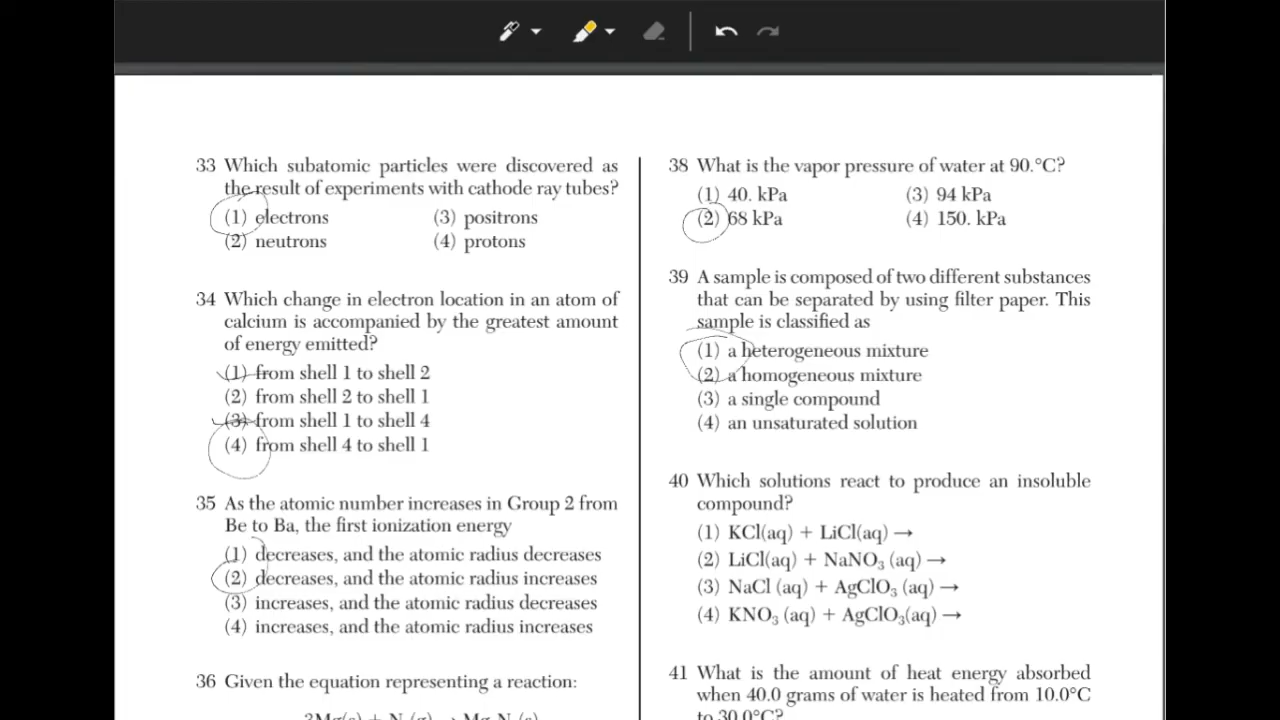 33 Which subatomic particles were discovered as
the result of experiments with cathode ray tubes?
(1) electrons (3) positrons
(2) neutrons (4) protons
34 Which change in electron location in an atom of
calcium is accompanied by the greatest amount
of energy emitted?
(1) from shell 1 to shell 2
(2) from shell 2 to shell 1
(3) from shell 1 to shell 4
(4) from shell 4 to shell 1
35 As the atomic number increases in Group 2 from
Be to Ba, the first ionization energy
(1) decreases, and the atomic radius decreases
(2) decreases, and the atomic radius increases
(3) increases, and the atomic radius decreases
(4) increases, and the atomic radius increases
36 Given the equation representing a reaction:
3Mg(s) + N₂(g) → Mg₃N₂(s)
38 What is the vapor pressure of water at 90.°C?
(1) 40. kPa (3) 94 kPa
(2) 68 kPa (4) 150. kPa
39 A sample is composed of two different substances
that can be separated by using filter paper. This
sample is classified as
(1) a heterogeneous mixture
(2) a homogeneous mixture
(3) a single compound
(4) an unsaturated solution
40 Which solutions react to produce an insoluble
compound?
(1) KCl(aq) + LiCl(aq) →
(2) LiCl(aq) + NaNO₃ (aq) →
(3) NaCl (aq) + AgClO₃ (aq) →
(4) KNO₃ (aq) + AgClO₃(aq) →
41 What is the amount of heat energy absorbed
when 40.0 grams of water is heated from 10.0°C
to 30.0°C?